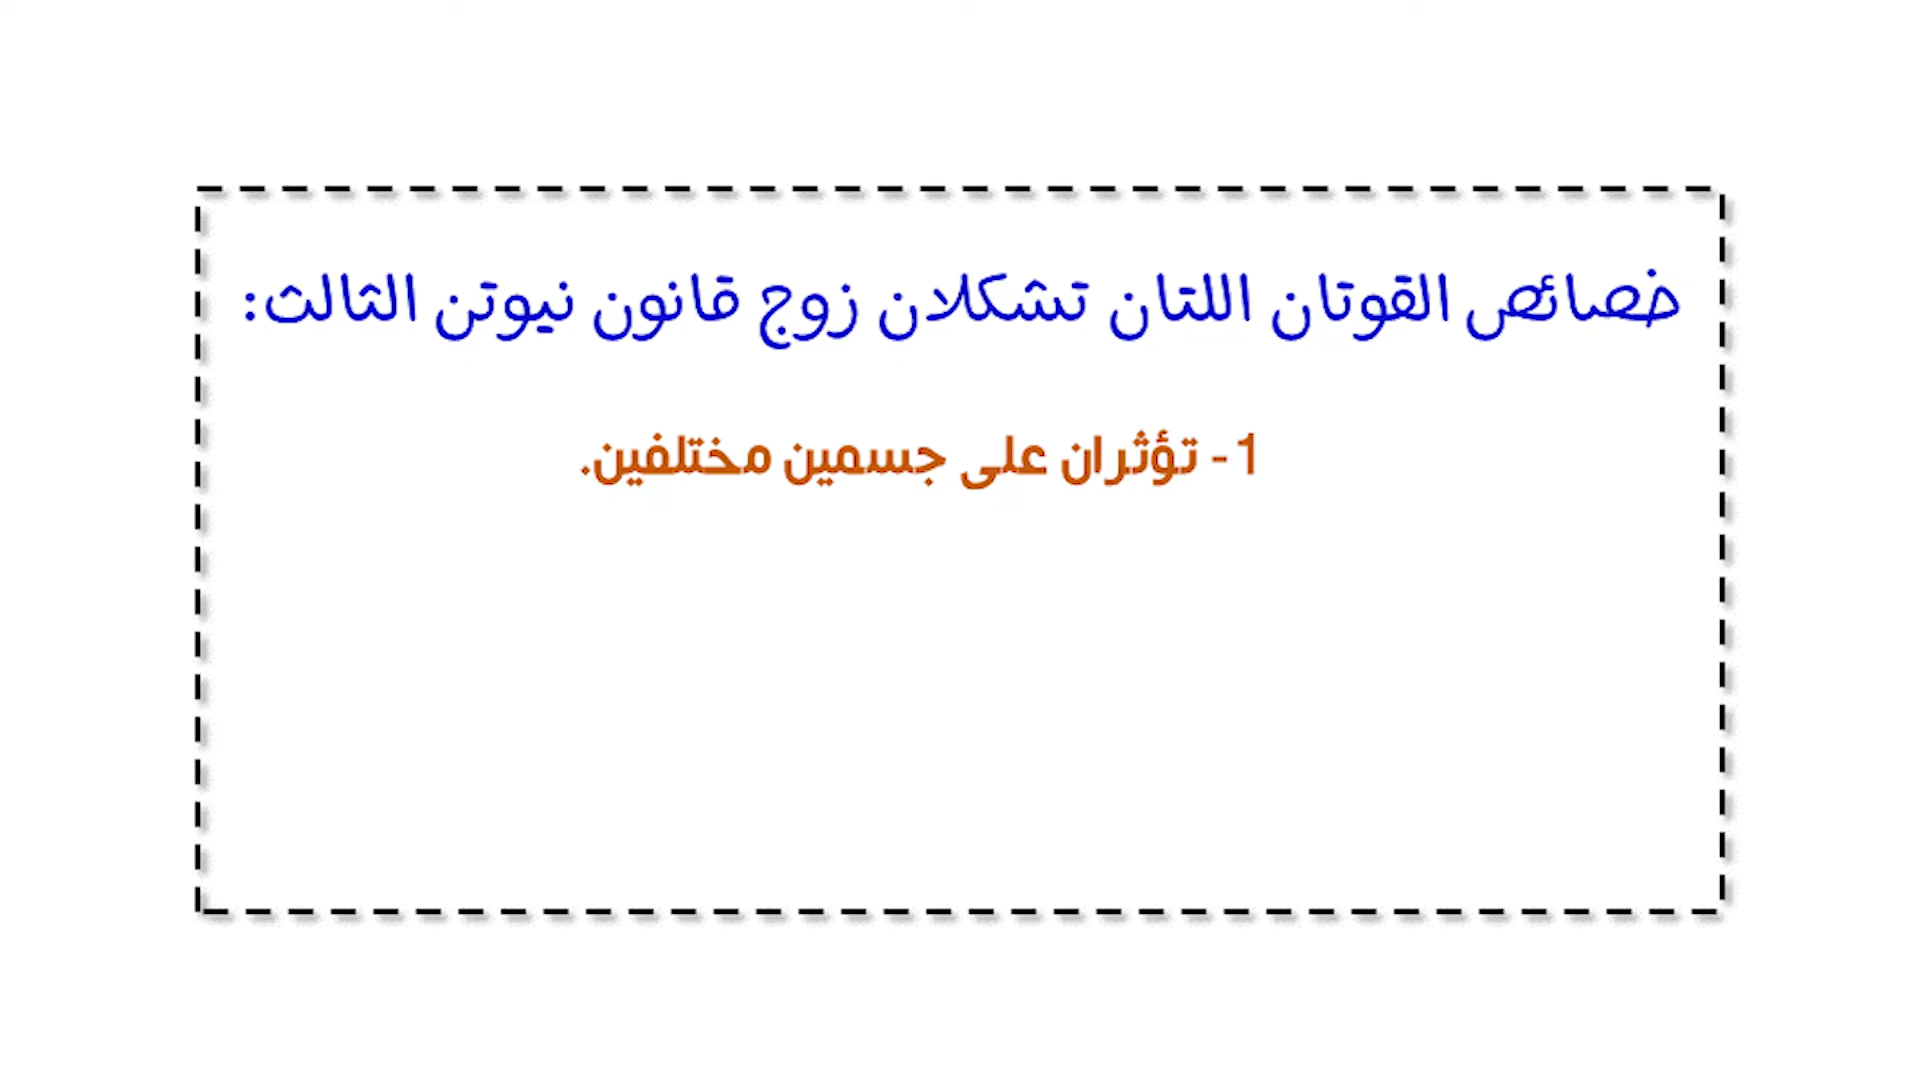 خصائص القوتان اللتان تشكلان زوج قانون نيوتن الثالث:
1- تؤثران على جسمين مختلفين.